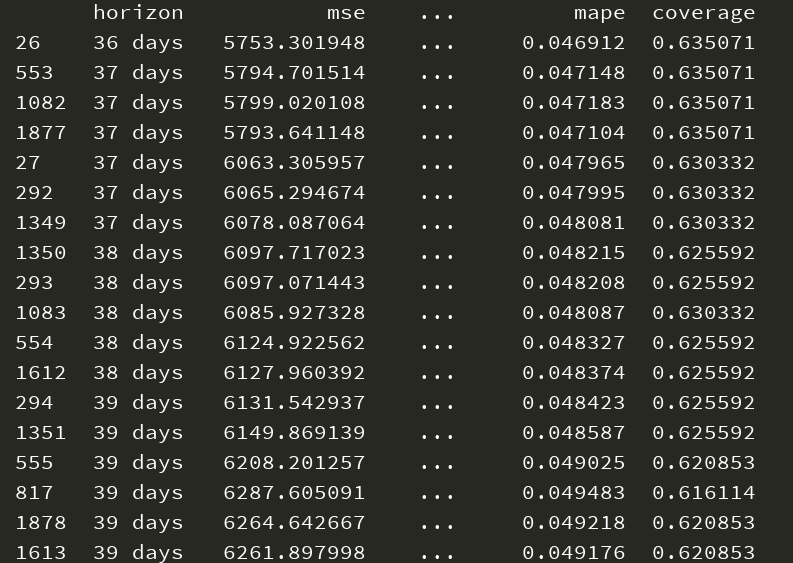 horizon mse ... mape coverage
26 36 days 5753.301948 ... 0.046912 0.635071
553 37 days 5794.701514 ... 0.047148 0.635071
1082 37 days 5799.020108 ... 0.047183 0.635071
1877 37 days 5793.641148 ... 0.047104 0.635071
27 37 days 6063.305957 ... 0.047965 0.630332
292 37 days 6065.294674 ... 0.047995 0.630332
1349 37 days 6078.087064 ... 0.048081 0.630332
1350 38 days 6097.717023 ... 0.048215 0.625592
293 38 days 6097.071443 ... 0.048208 0.625592
1083 38 days 6085.927328 ... 0.048087 0.630332
554 38 days 6124.922562 ... 0.048327 0.625592
1612 38 days 6127.960392 ... 0.048374 0.625592
294 39 days 6131.542937 ... 0.048423 0.625592
1351 39 days 6149.869139 ... 0.048587 0.625592
555 39 days 6208.201257 ... 0.049025 0.620853
817 39 days 6287.605091 ... 0.049483 0.616114
1878 39 days 6264.642667 ... 0.049218 0.620853
1613 39 days 6261.897998 ... 0.049176 0.620853